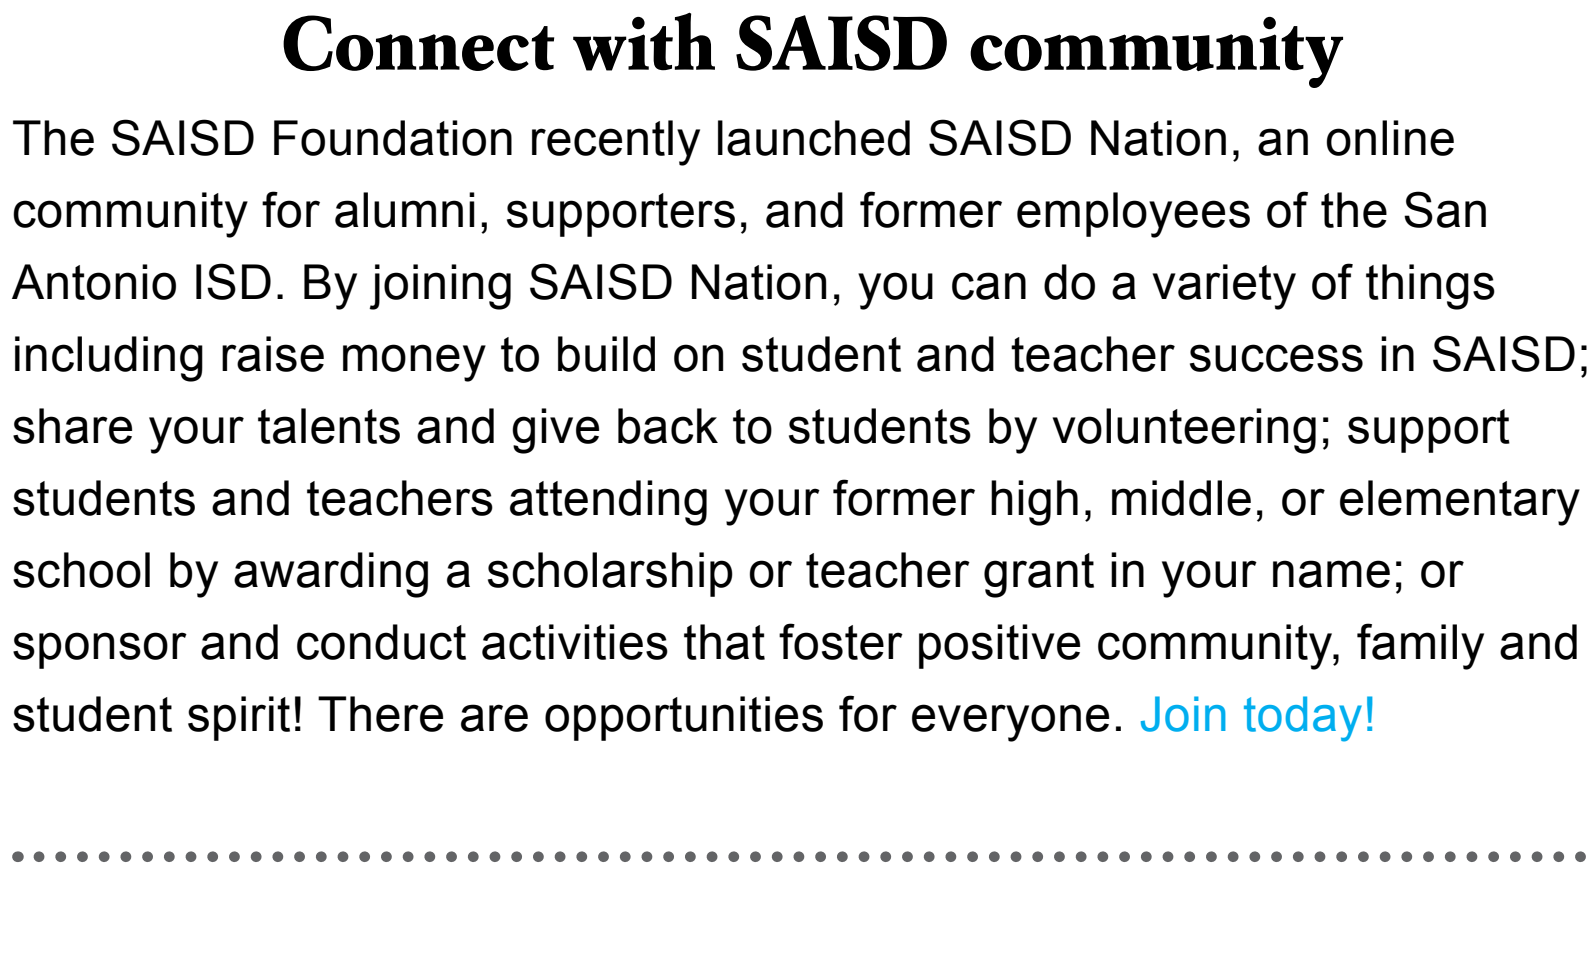 Connect with SAISD community
The SAISD Foundation recently launched SAISD Nation, an online
community for alumni, supporters, and former employees of the San
Antonio ISD. By joining SAISD Nation, you can do a variety of things
including raise money to build on student and teacher success in SAISD;
share your talents and give back to students by volunteering; support
students and teachers attending your former high, middle, or elementary
school by awarding a scholarship or teacher grant in your name; or
sponsor and conduct activities that foster positive community, family and
student spirit! There are opportunities for everyone. Join today!